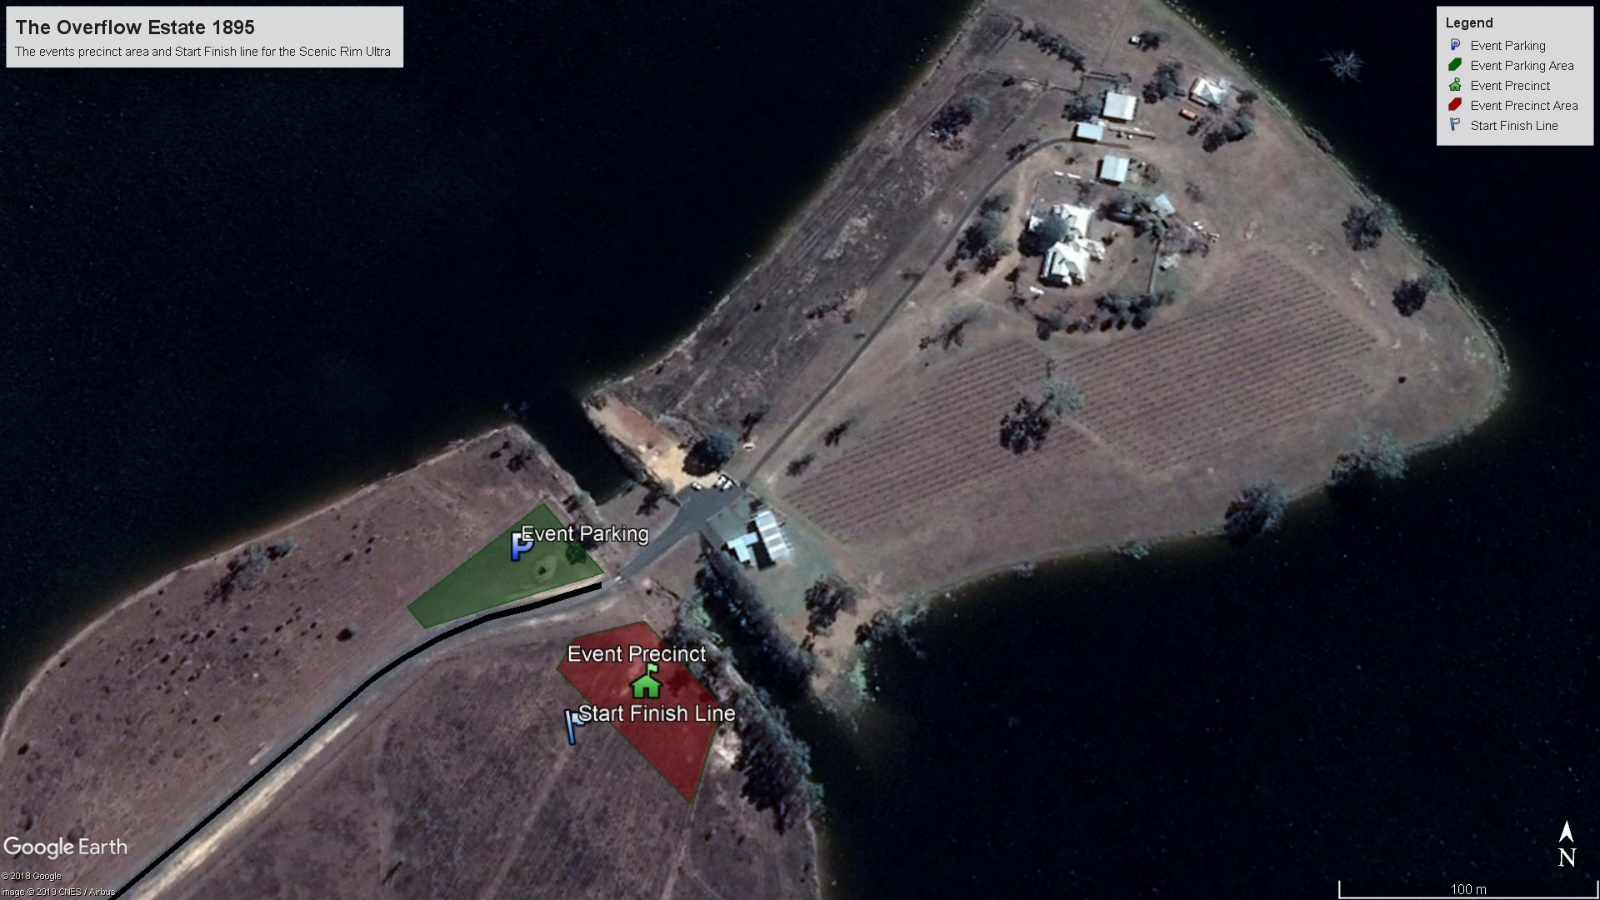 The Overflow Estate 1895
The events precinct area and Start Finish line for the Scenic Rim Ultra
Legend
Event Parking
Event Parking Area
Event Precinct
Event Precinct Area
Start Finish Line
Event Parking
Event Precinct
Start Finish Line
Google Earth
© 2018 Google
Image © 2019 CNES / Airbus
N
100 m